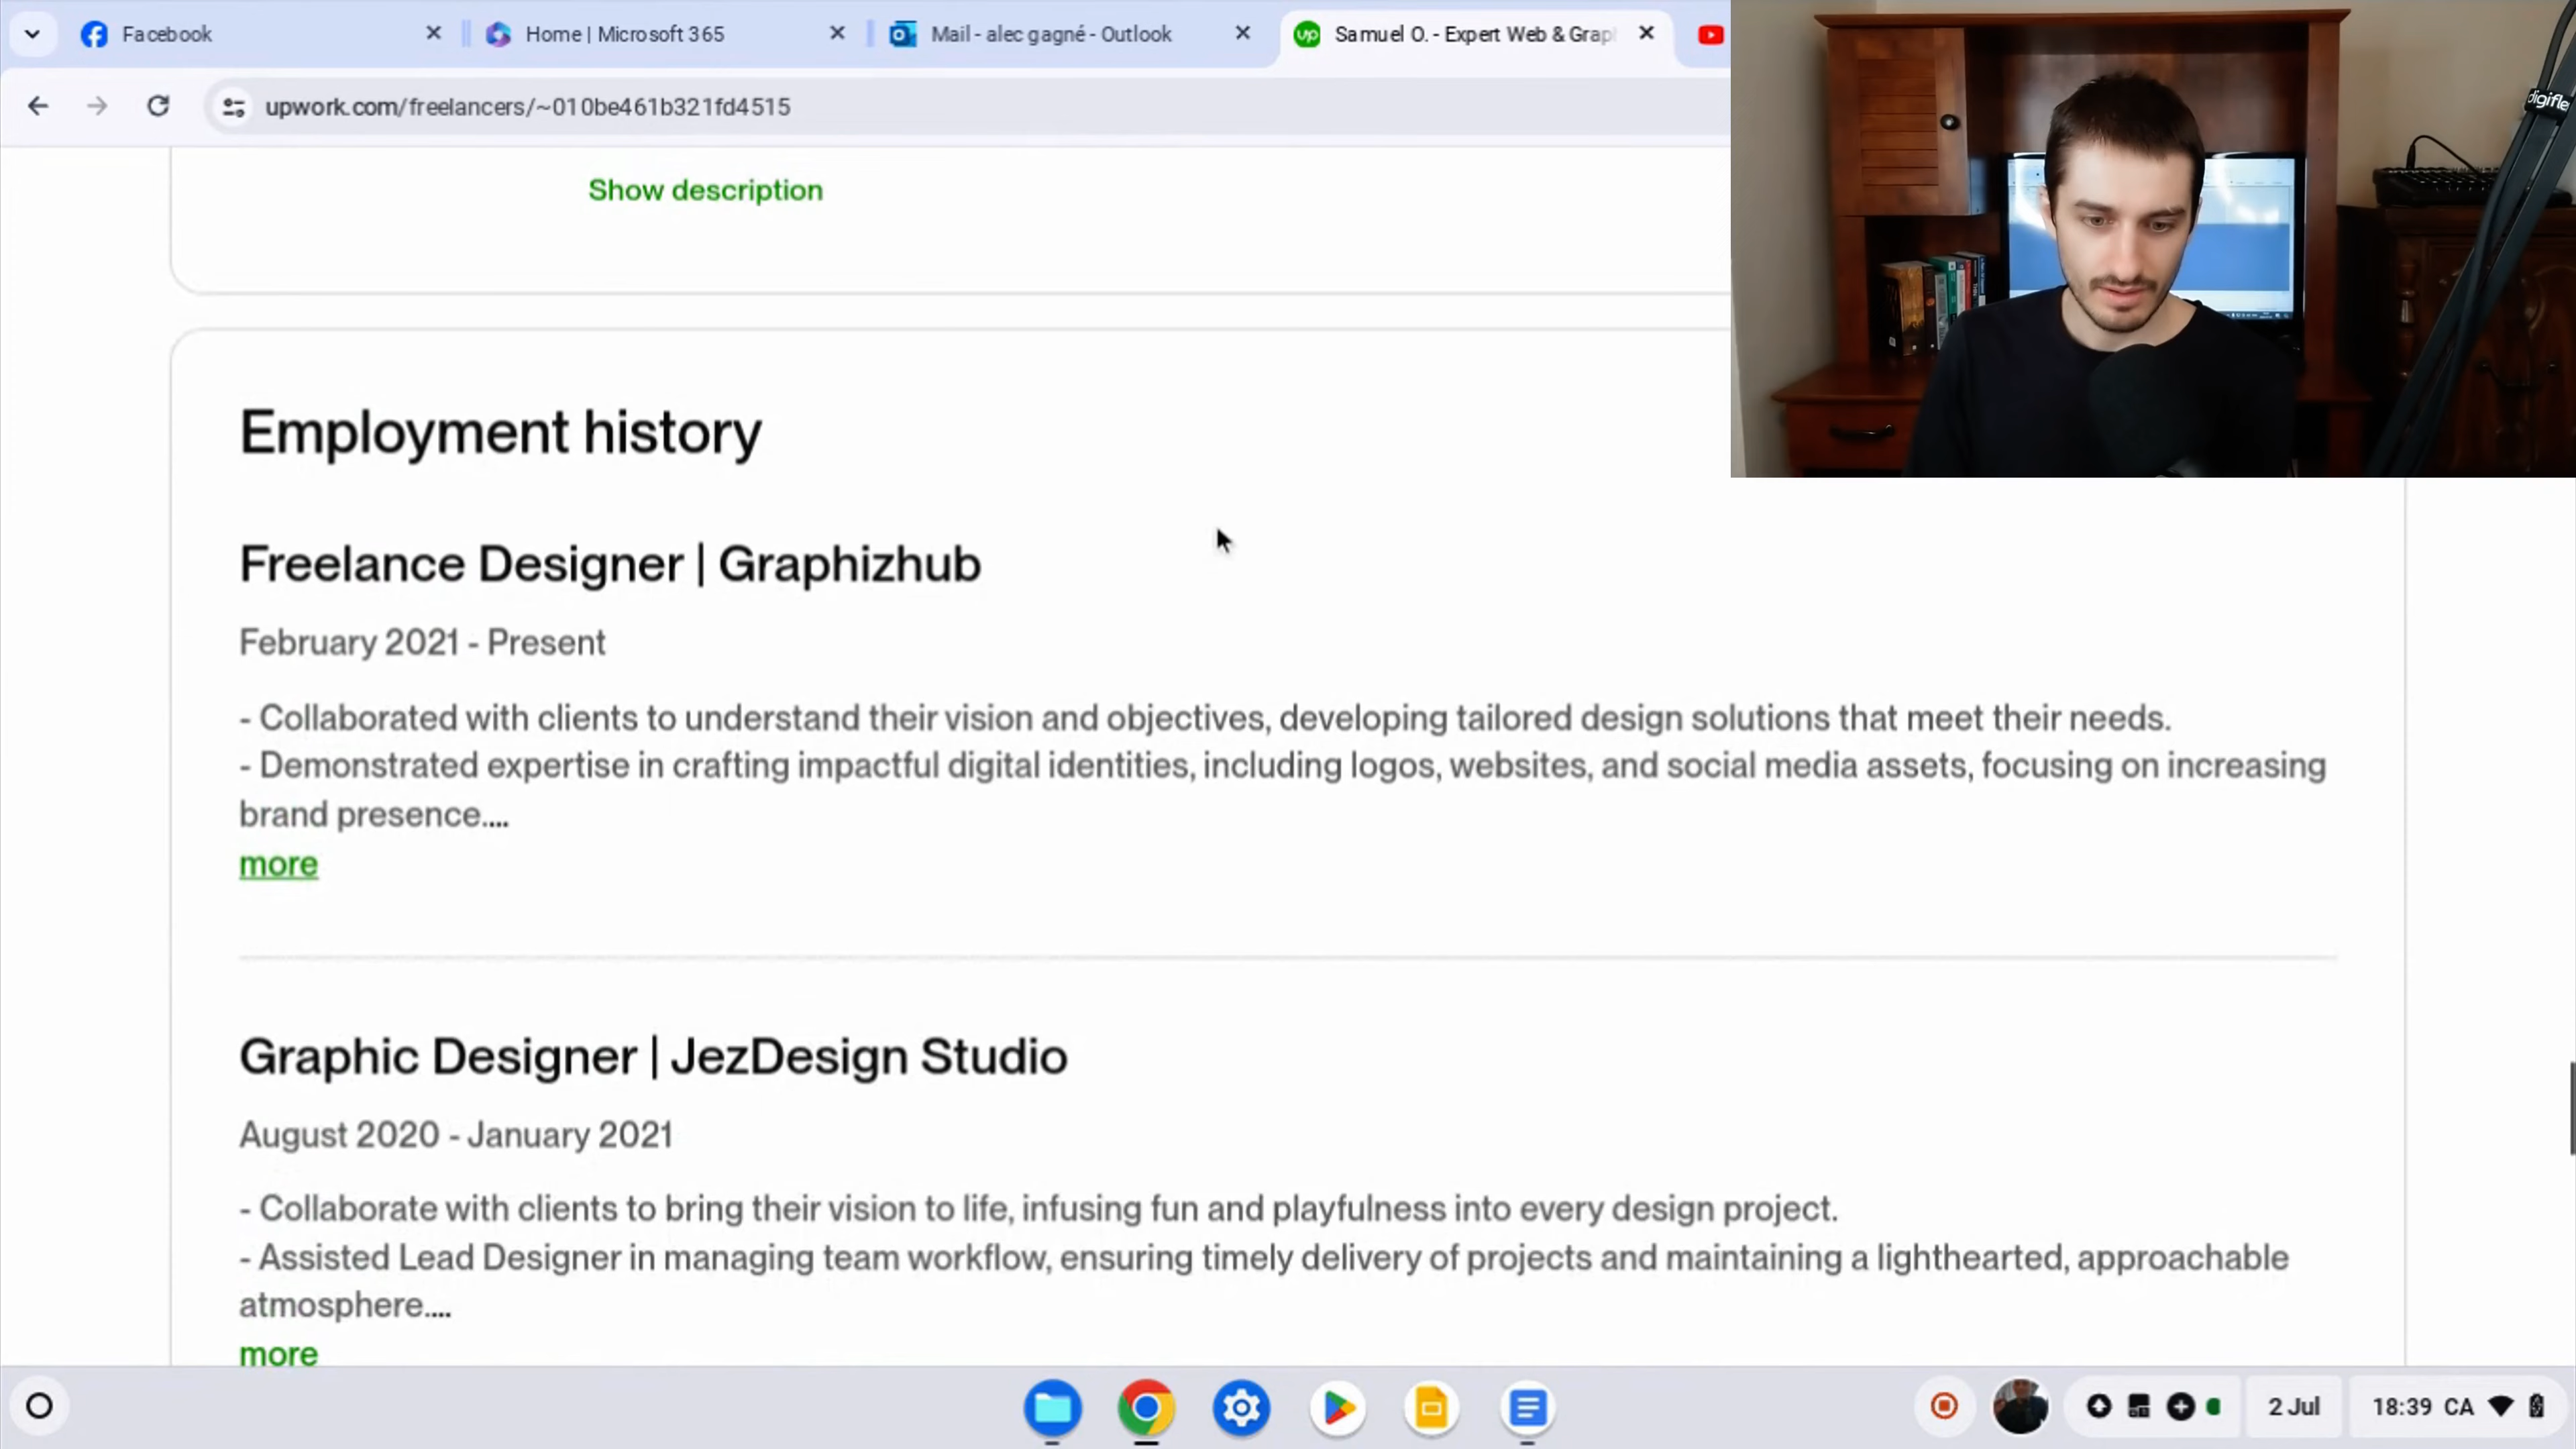 Facebook
Home | Microsoft 365
Mail - alec gagné - Outlook
up
Samuel O. - Expert Web & Grap
upwork.com/freelancers/~010be461b321fd4515
digifle
Show description
Employment history
Freelance Designer | Graphizhub
February 2021 - Present
- Collaborated with clients to understand their vision and objectives, developing tailored design solutions that meet their needs.
- Demonstrated expertise in crafting impactful digital identities, including logos, websites, and social media assets, focusing on increasing
brand presence....
more
Graphic Designer | JezDesign Studio
August 2020 - January 2021
- Collaborate with clients to bring their vision to life, infusing fun and playfulness into every design project.
- Assisted Lead Designer in managing team workflow, ensuring timely delivery of projects and maintaining a lighthearted, approachable
atmosphere....
more
2 Jul
18:39 CA